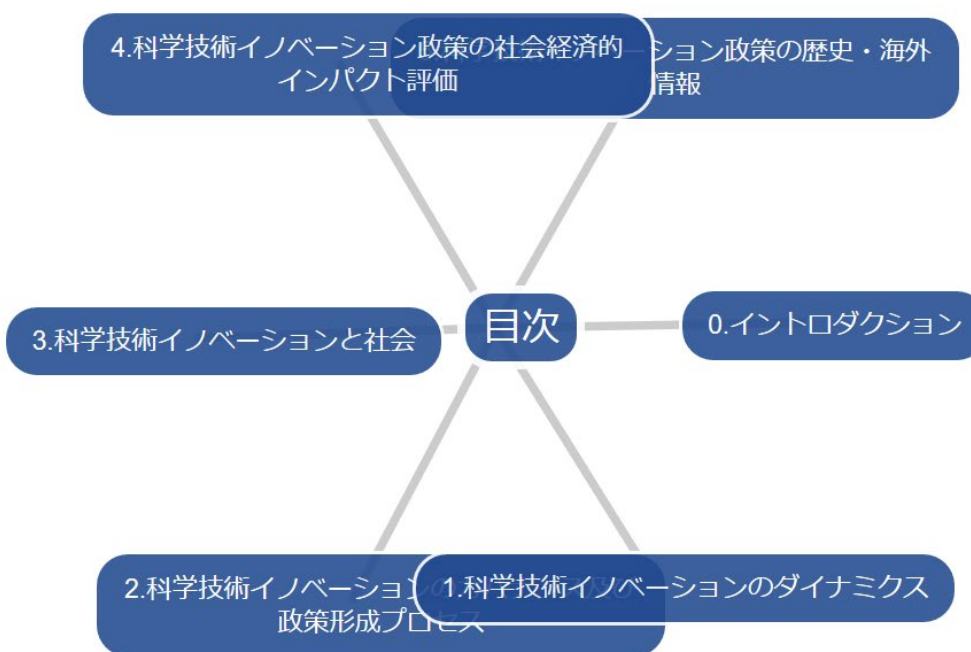 4.科学技術イノベーション政策の社会経済的
インパクト評価
ション政策の歴史・海外
情報
目次
0.イントロダクション
3.科学技術イノベーションと社会
2.科学技術イノベーション
政策形成プロセス
1.科学技術イノベーションのダイナミクス